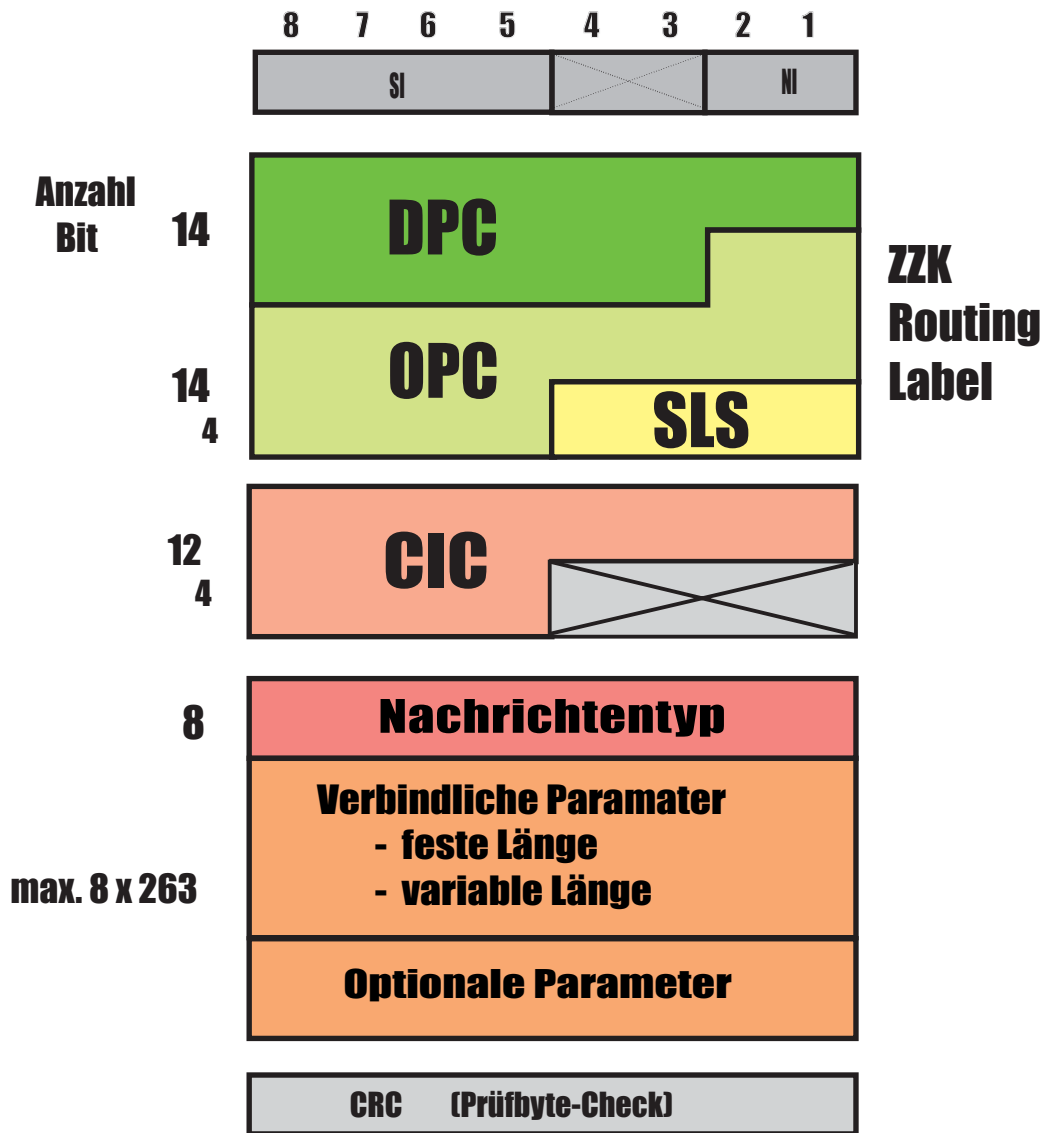 8 7 6 5 4 3 2 1
SI NI
Anzahl
Bit
14
DPC
ZZK
Routing
Label
OPC
14
SLS
4
12
CIC
4
8
Nachrichtentyp
Verbindliche Paramater
- feste Länge
- variable Länge
max. 8 x 263
Optionale Parameter
CRC (Prüfbyte-Check)